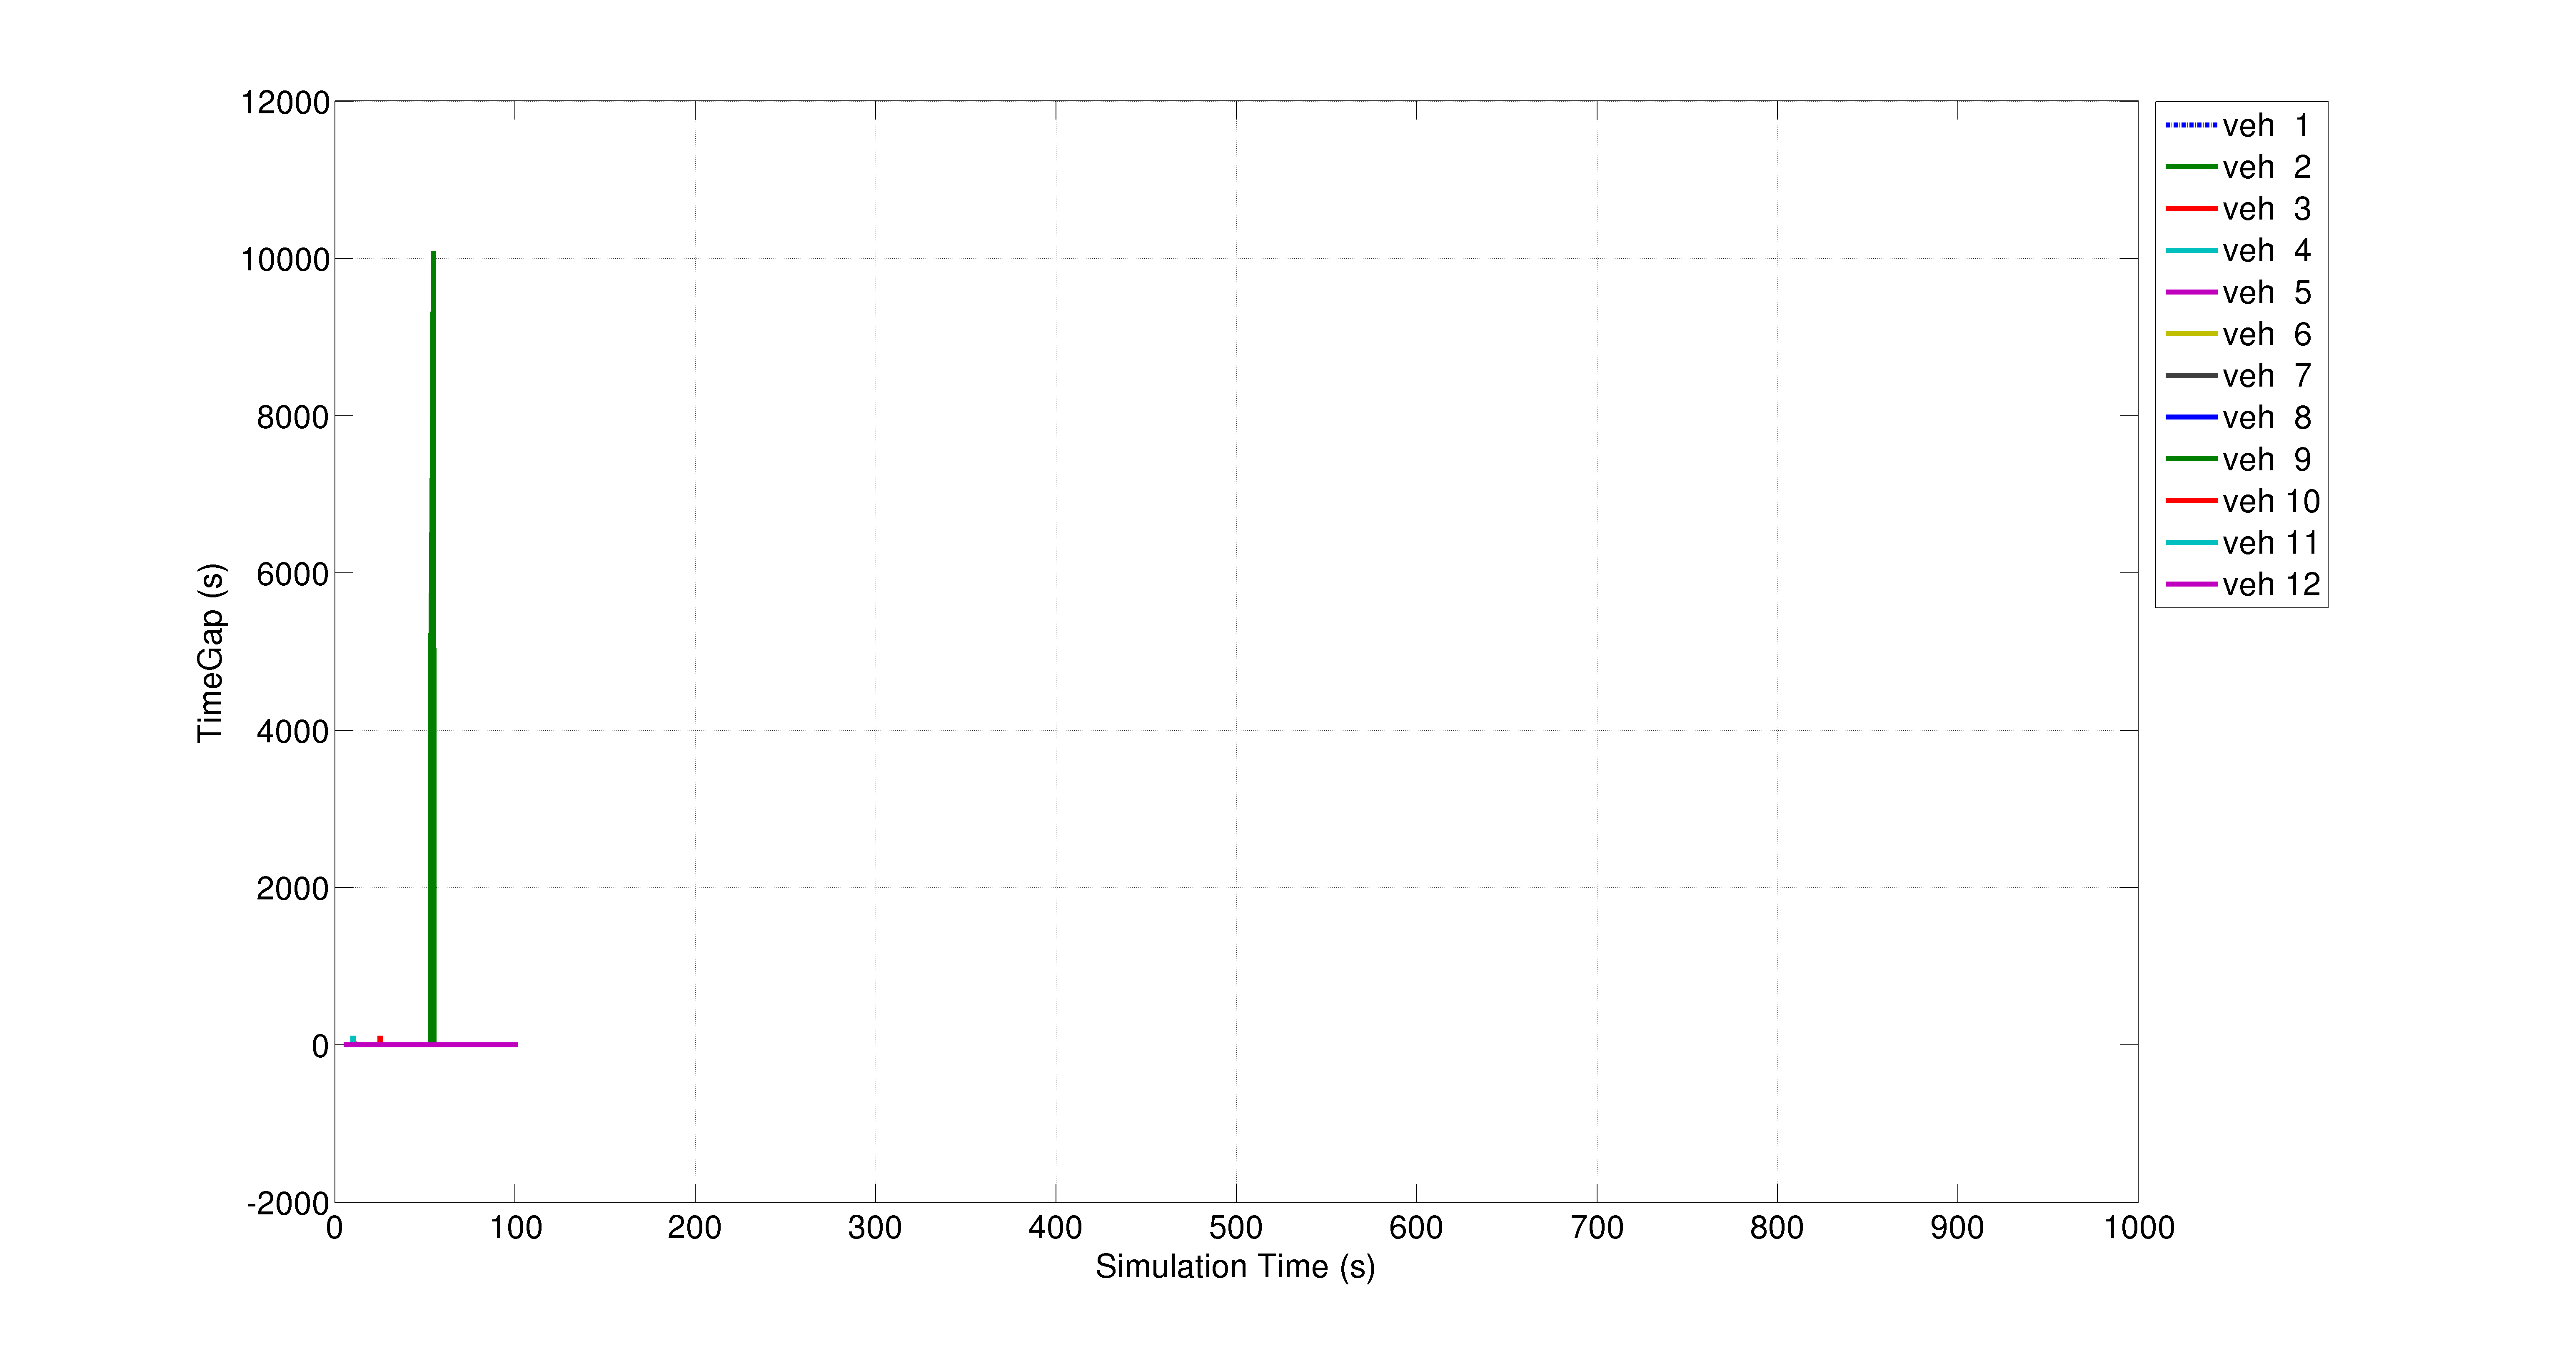 12000
10000
8000
6000
4000
2000
0
-2000
TimeGap (s)
0 100 200 300 400 500 600 700 800 900 1000
Simulation Time (s)
veh 1
veh 2
veh 3
veh 4
veh 5
veh 6
veh 7
veh 8
veh 9
veh 10
veh 11
veh 12